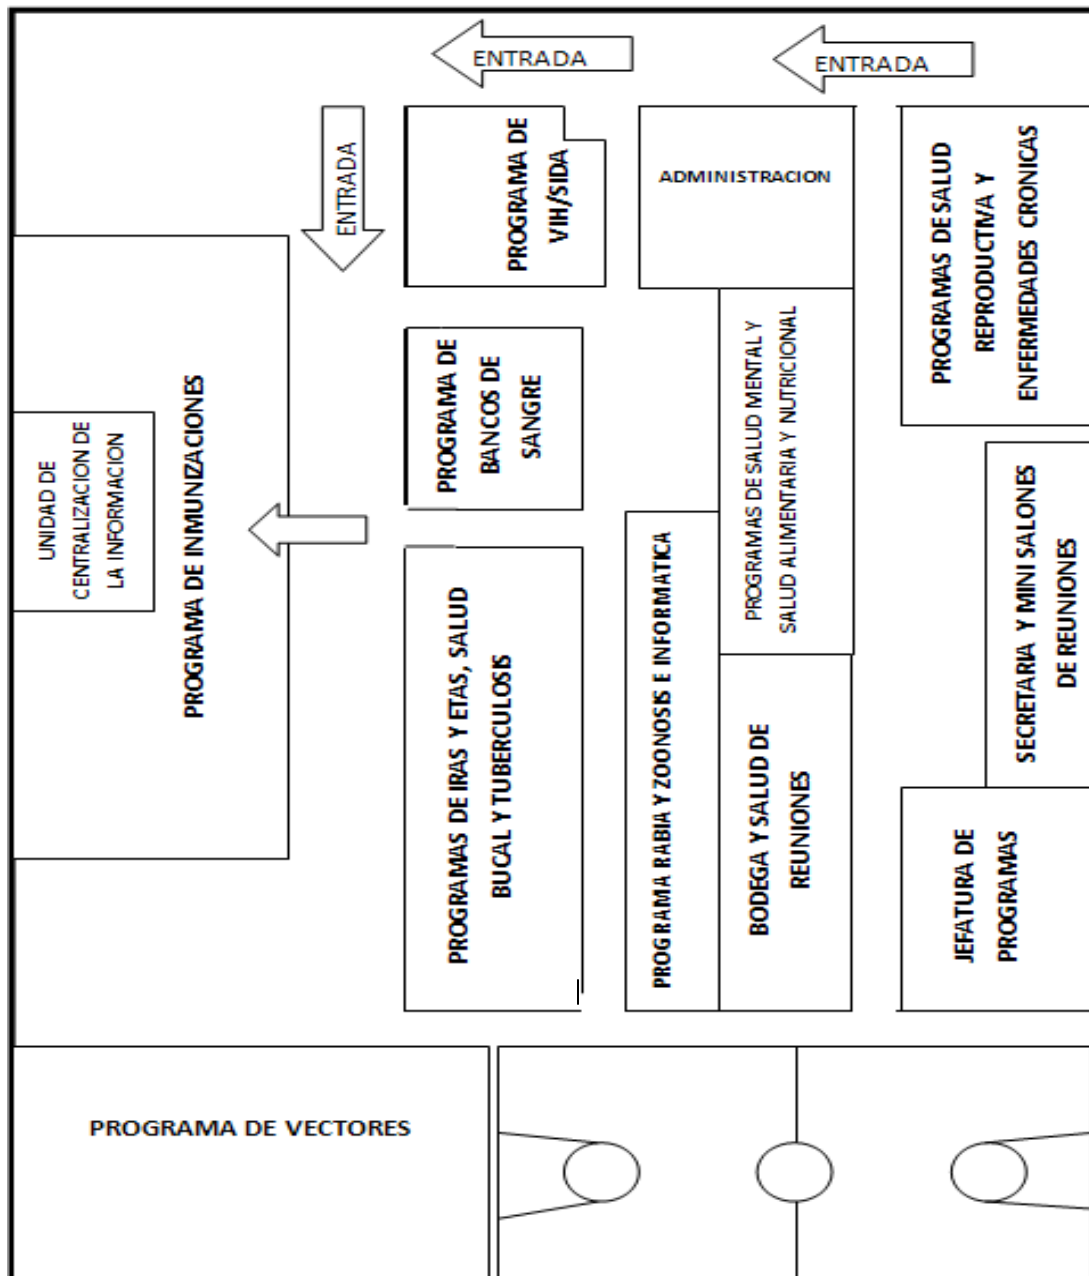 ENTRADA
ENTRADA
ENTRADA
PROGRAMA DE
VIH/SIDA
ADMINISTRACION
PROGRAMAS DE SALUD
REPRODUCTIVA Y
ENFERMEDADES CRONICAS
PROGRAMA DE
BANCOS DE
SANGRE
PROGRAMAS DE SALUD MENTAL Y
SALUD ALIMENTARIA Y NUTRICIONAL
UNIDAD DE
CENTRALIZACION DE
LA INFORMACION
PROGRAMA DE INMUNIZACIONES
SECRETARIA Y MINI SALONES
DE REUNIONES
PROGRAMAS DE IRAS Y ETAS, SALUD
BUCAL Y TUBERCULOSIS
PROGRAMA RABIA Y ZOONOSIS E INFORMATICA
BODEGA Y SALUD DE
REUNIONES
JEFATURA DE
PROGRAMAS
PROGRAMA DE VECTORES